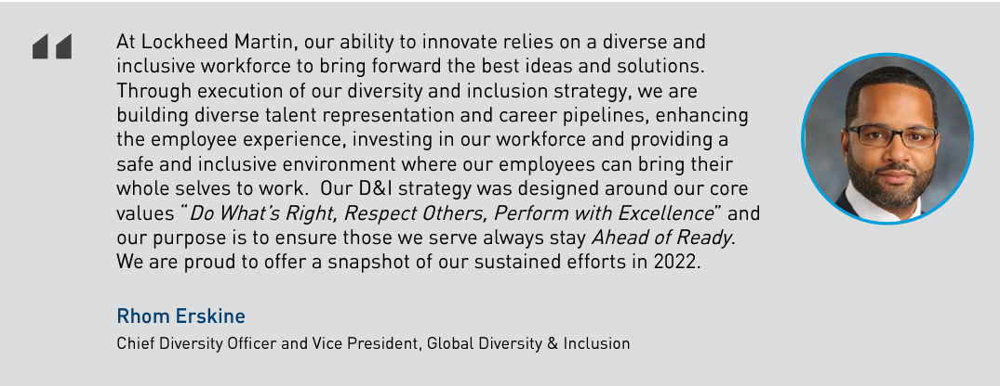 “
At Lockheed Martin, our ability to innovate relies on a diverse and
inclusive workforce to bring forward the best ideas and solutions.
Through execution of our diversity and inclusion strategy, we are
building diverse talent representation and career pipelines, enhancing
the employee experience, investing in our workforce and providing a
safe and inclusive environment where our employees can bring their
whole selves to work.  Our D&I strategy was designed around our core
values “Do What’s Right, Respect Others, Perform with Excellence” and
our purpose is to ensure those we serve always stay Ahead of Ready.
We are proud to offer a snapshot of our sustained efforts in 2022.
Rhom Erskine
Chief Diversity Officer and Vice President, Global Diversity & Inclusion